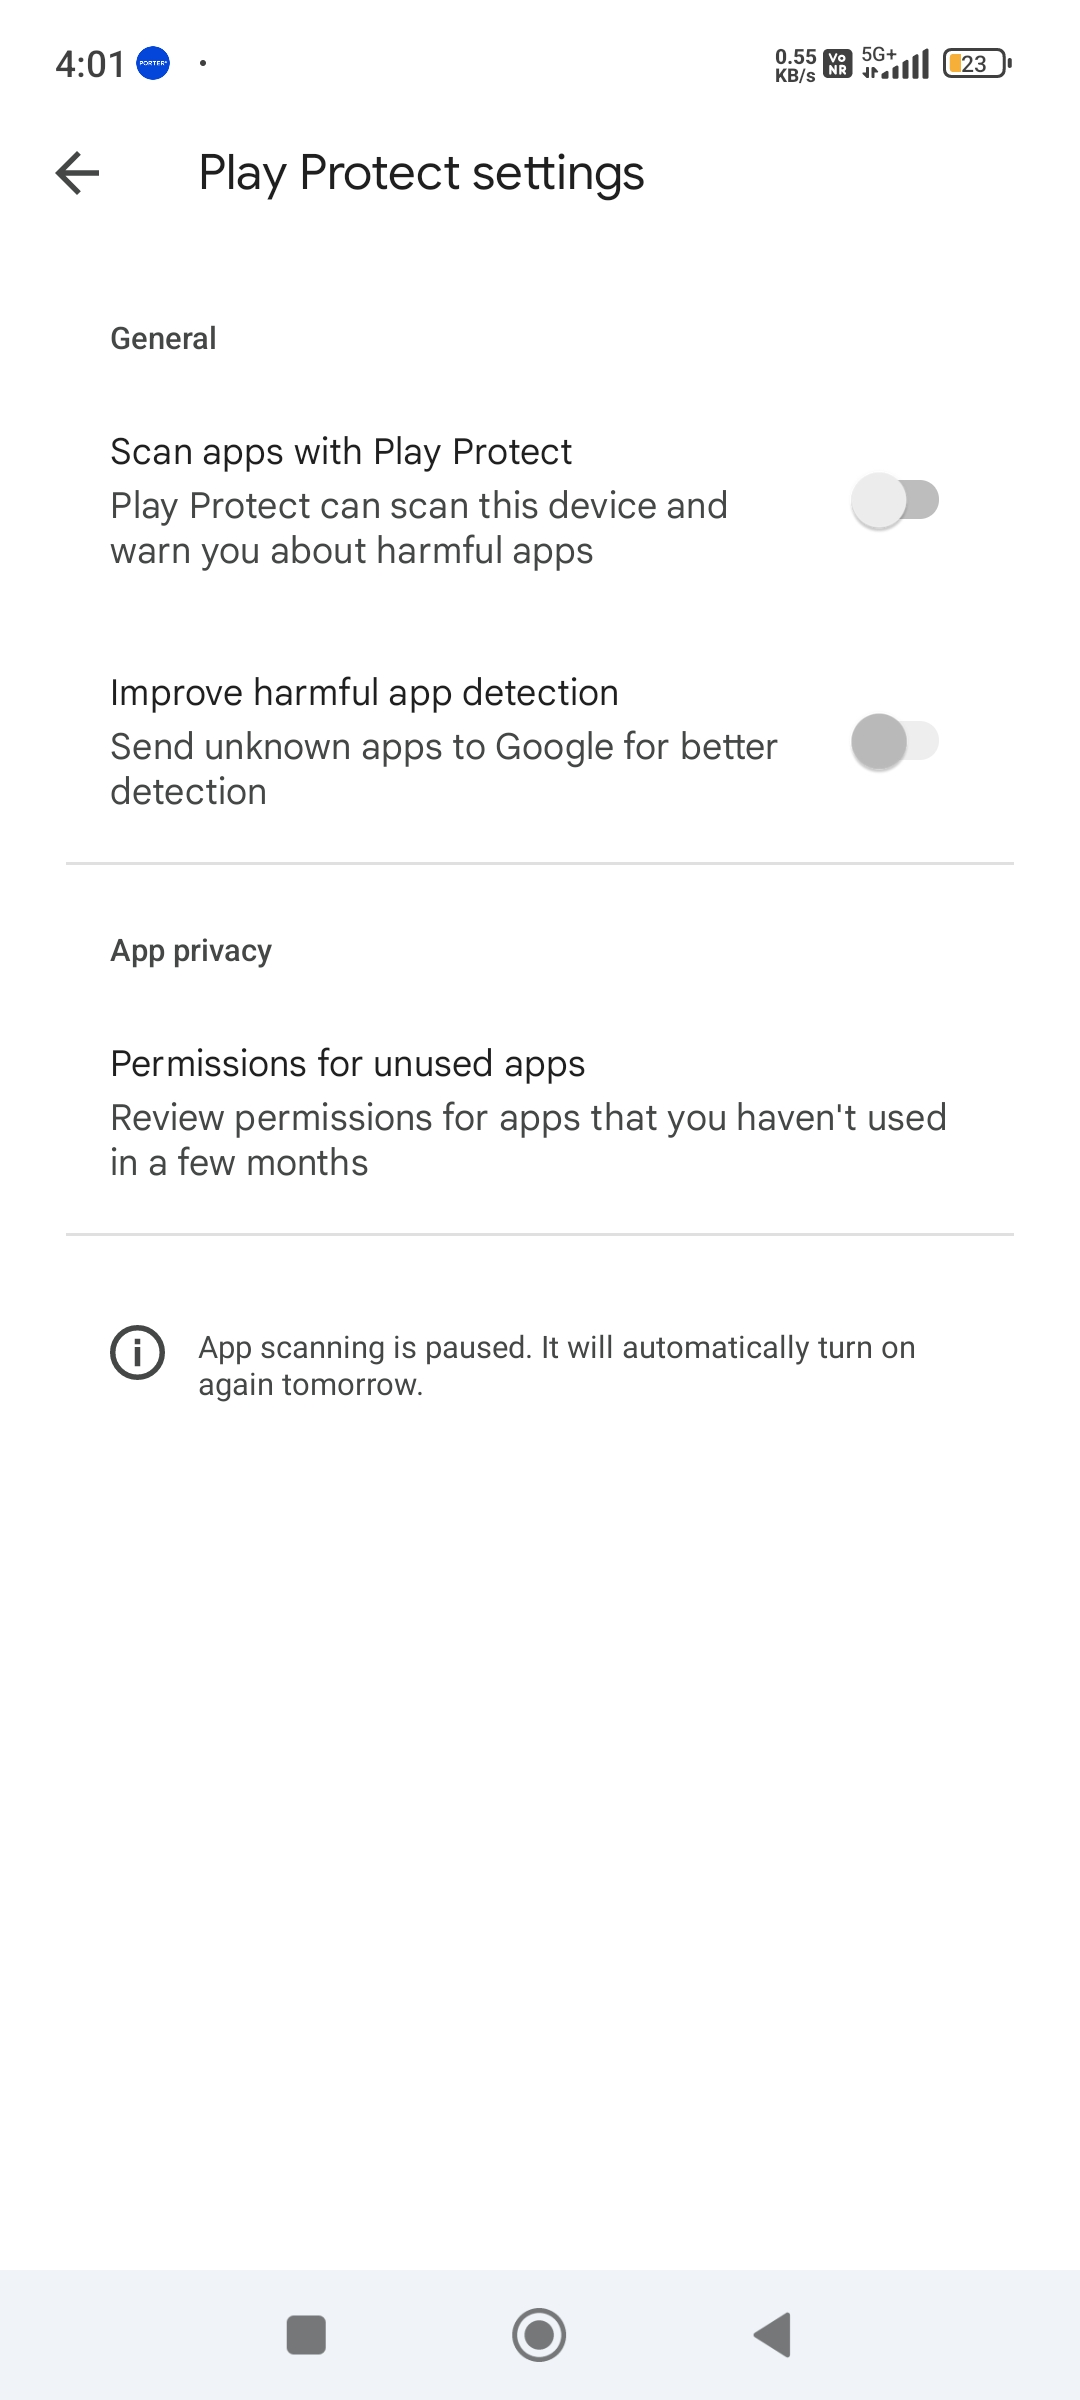 4:01
PORTER
0.55
KB/s
Vo
NR
5G+
23
Play Protect settings
General
Scan apps with Play Protect
Play Protect can scan this device and
warn you about harmful apps
Improve harmful app detection
Send unknown apps to Google for better
detection
App privacy
Permissions for unused apps
Review permissions for apps that you haven't used
in a few months
App scanning is paused. It will automatically turn on
again tomorrow.